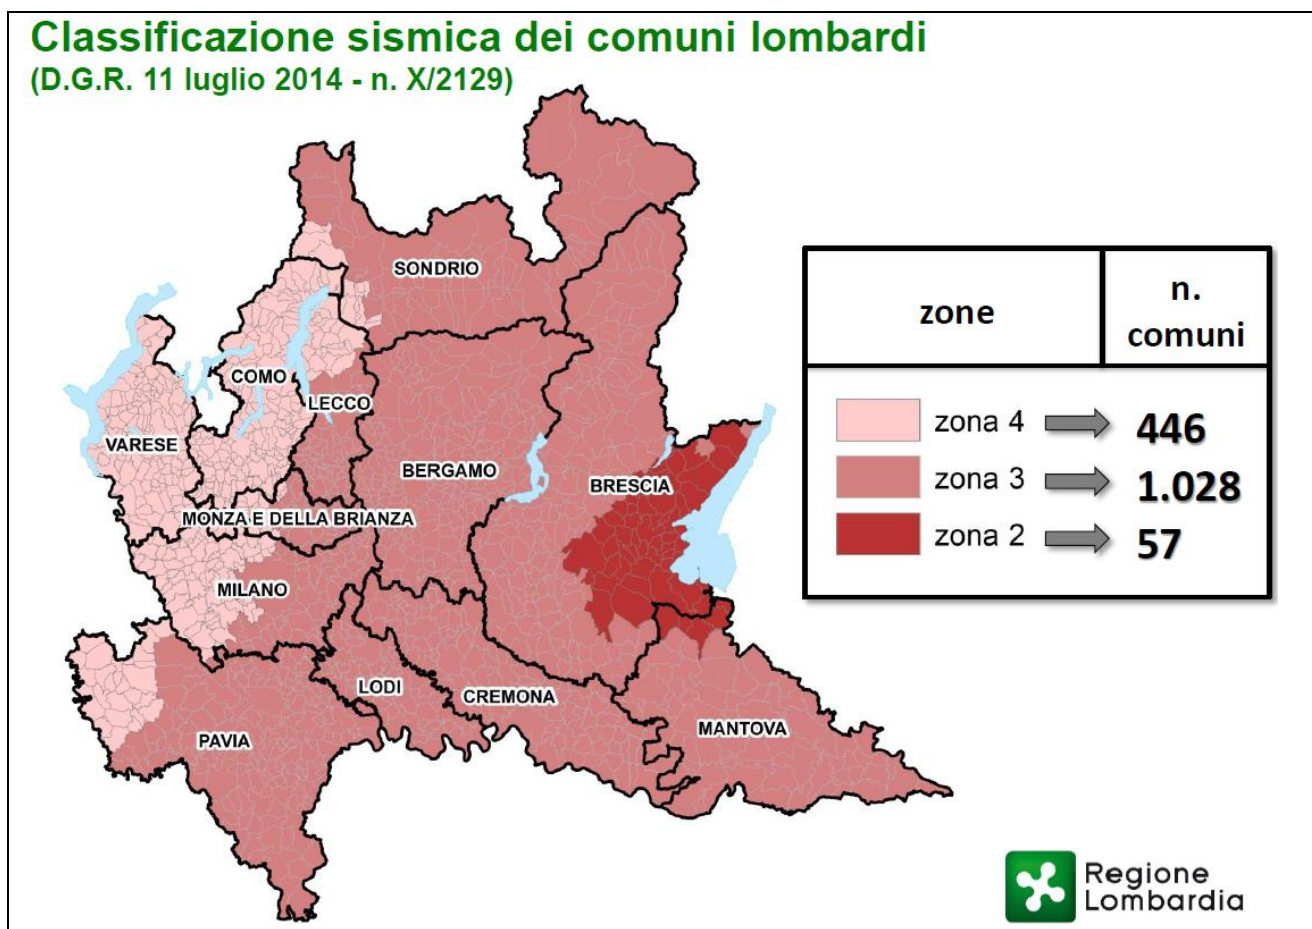 Classificazione sismica dei comuni lombardi
(D.G.R. 11 luglio 2014 - n. X/2129)
SONDRIO
COMO
LECCO
VARESE
BERGAMO
BRESCIA
MONZA E DELLA BRIANZA
MILANO
LODI
CREMONA
PAVIA
MANTOVA
zone
n.
comuni
zona 4 446
zona 3 1.028
zona 2 57
Regione
Lombardia